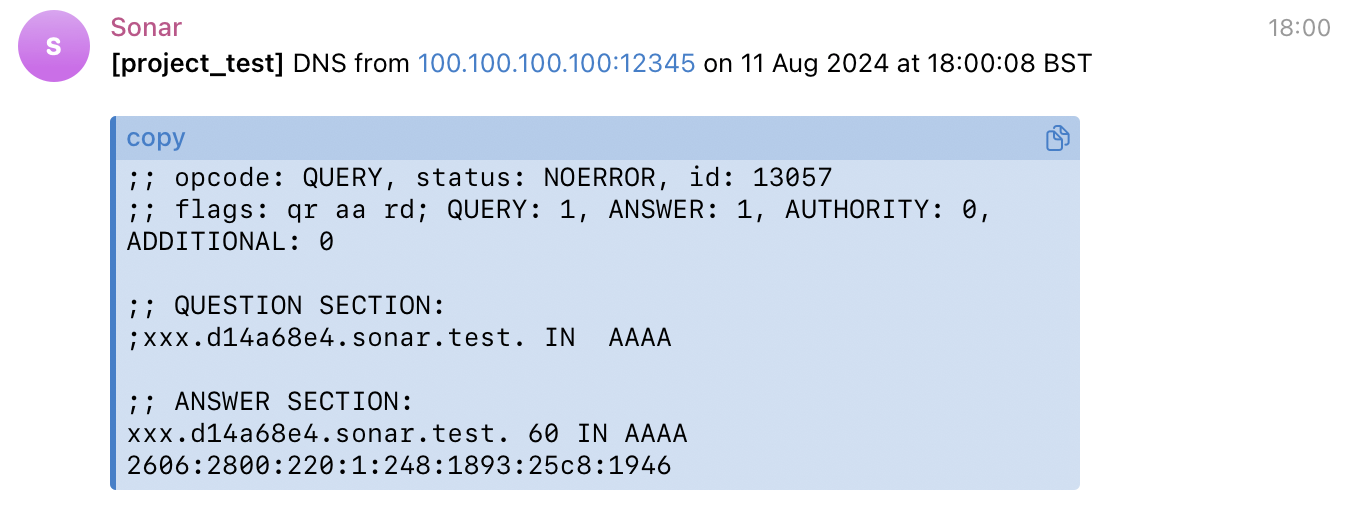 S
Sonar
18:00
[project_test] DNS from 100.100.100.100:12345 on 11 Aug 2024 at 18:00:08 BST
copy
;; opcode: QUERY, status: NOERROR, id: 13057
;; flags: qr aa rd; QUERY: 1, ANSWER: 1, AUTHORITY: 0,
ADDITIONAL: 0
;; QUESTION SECTION:
;xxx.d14a68e4.sonar.test. IN  AAAA
;; ANSWER SECTION:
xxx.d14a68e4.sonar.test. 60 IN AAAA
2606:2800:220:1:248:1893:25c8:1946